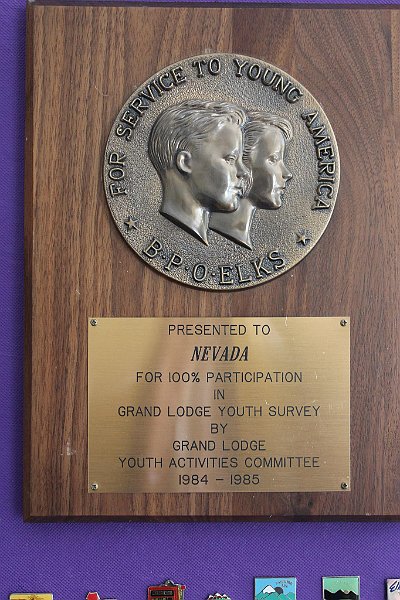 FOR SERVICE TO YOUNG AMERICA
B·P·O·ELKS
PRESENTED TO
NEVADA
FOR 100% PARTICIPATION
IN
GRAND LODGE YOUTH SURVEY
BY
GRAND LODGE
YOUTH ACTIVITIES COMMITTEE
1984 - 1985